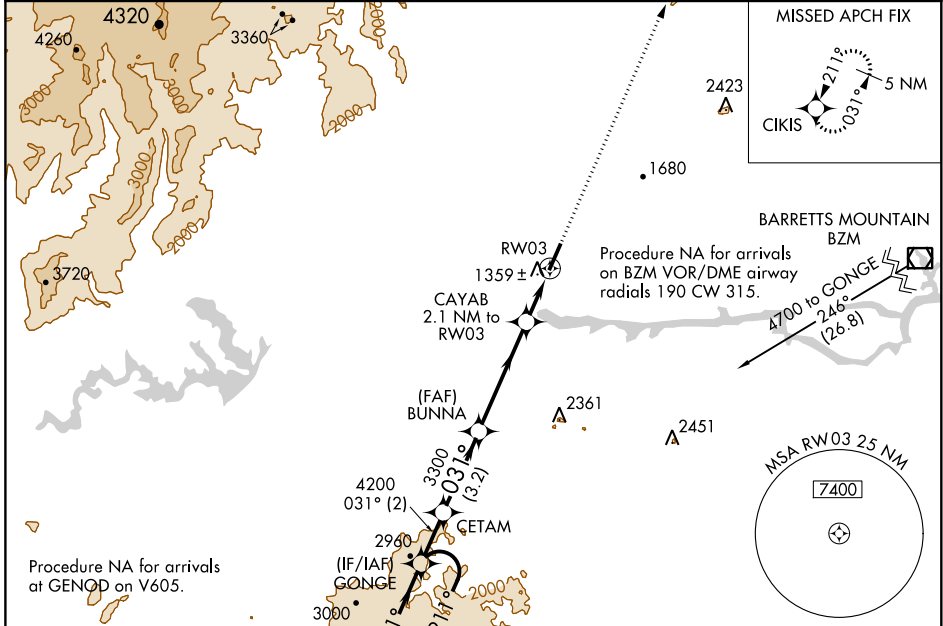 4320
4260
3360
3000
3000
2000
3000
2000
3720
MISSED APCH FIX
211°
031°
5 NM
CIKIS
2423
1680
BARRETTS MOUNTAIN
BZM
RW03
1359 ±
Procedure NA for arrivals
on BZM VOR/DME airway
radials 190 CW 315.
4700 to GONGE
246°
(26.8)
CAYAB
2.1 NM to
RW03
(FAF)
BUNNA
2361
2451
3300
031°
(3.2)
4200
031° (2)
CETAM
MSA RW03 25 NM
7400
2960
(IF/IAF)
GONGE
Procedure NA for arrivals
at GENOD on V605.
3000
2000
211°